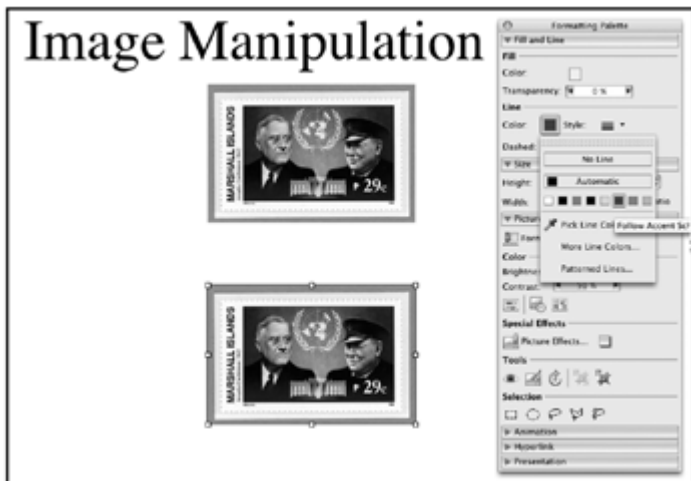 Image Manipulation
MARSHALL ISLANDS
29c
MARSHALL ISLANDS
29c
Formatting Palette
Fill and Line
Fill
Color:
Transparency: 0 %
Line
Color: Style:
Dashed:
No Line
Size
Automatic
Height:
Width:
Pick Line Follow Accent
More Line Colors...
Patterned Lines...
Color
Brightness
Contrast: 50 %
Special Effects
Picture Effects...
Tools
Selection
Animation
Hyperlink
Presentation